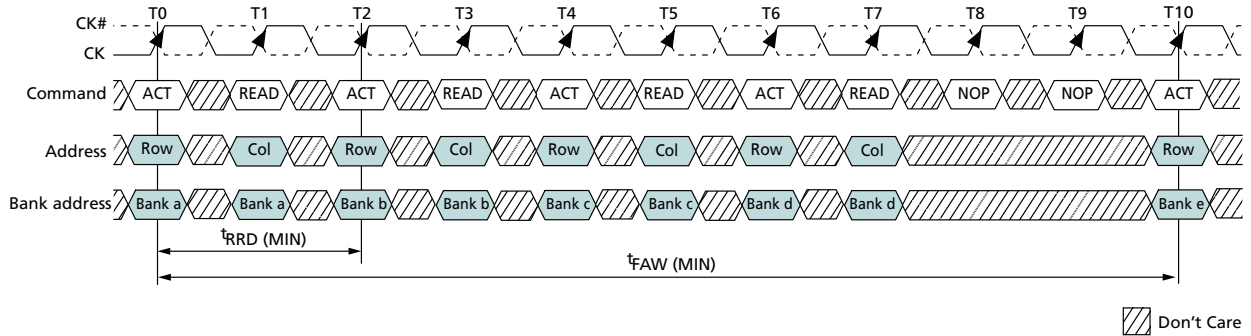 T0 T1 T2 T3 T4 T5 T6 T7 T8 T9 T10
CK#
CK
Command ACT READ ACT READ ACT READ ACT READ NOP NOP ACT
Address Row Col Row Col Row Col Row Col Row
Bank address Bank a Bank a Bank b Bank b Bank c Bank c Bank d Bank d Bank e
tRRD (MIN)
tFAW (MIN)
Don't Care